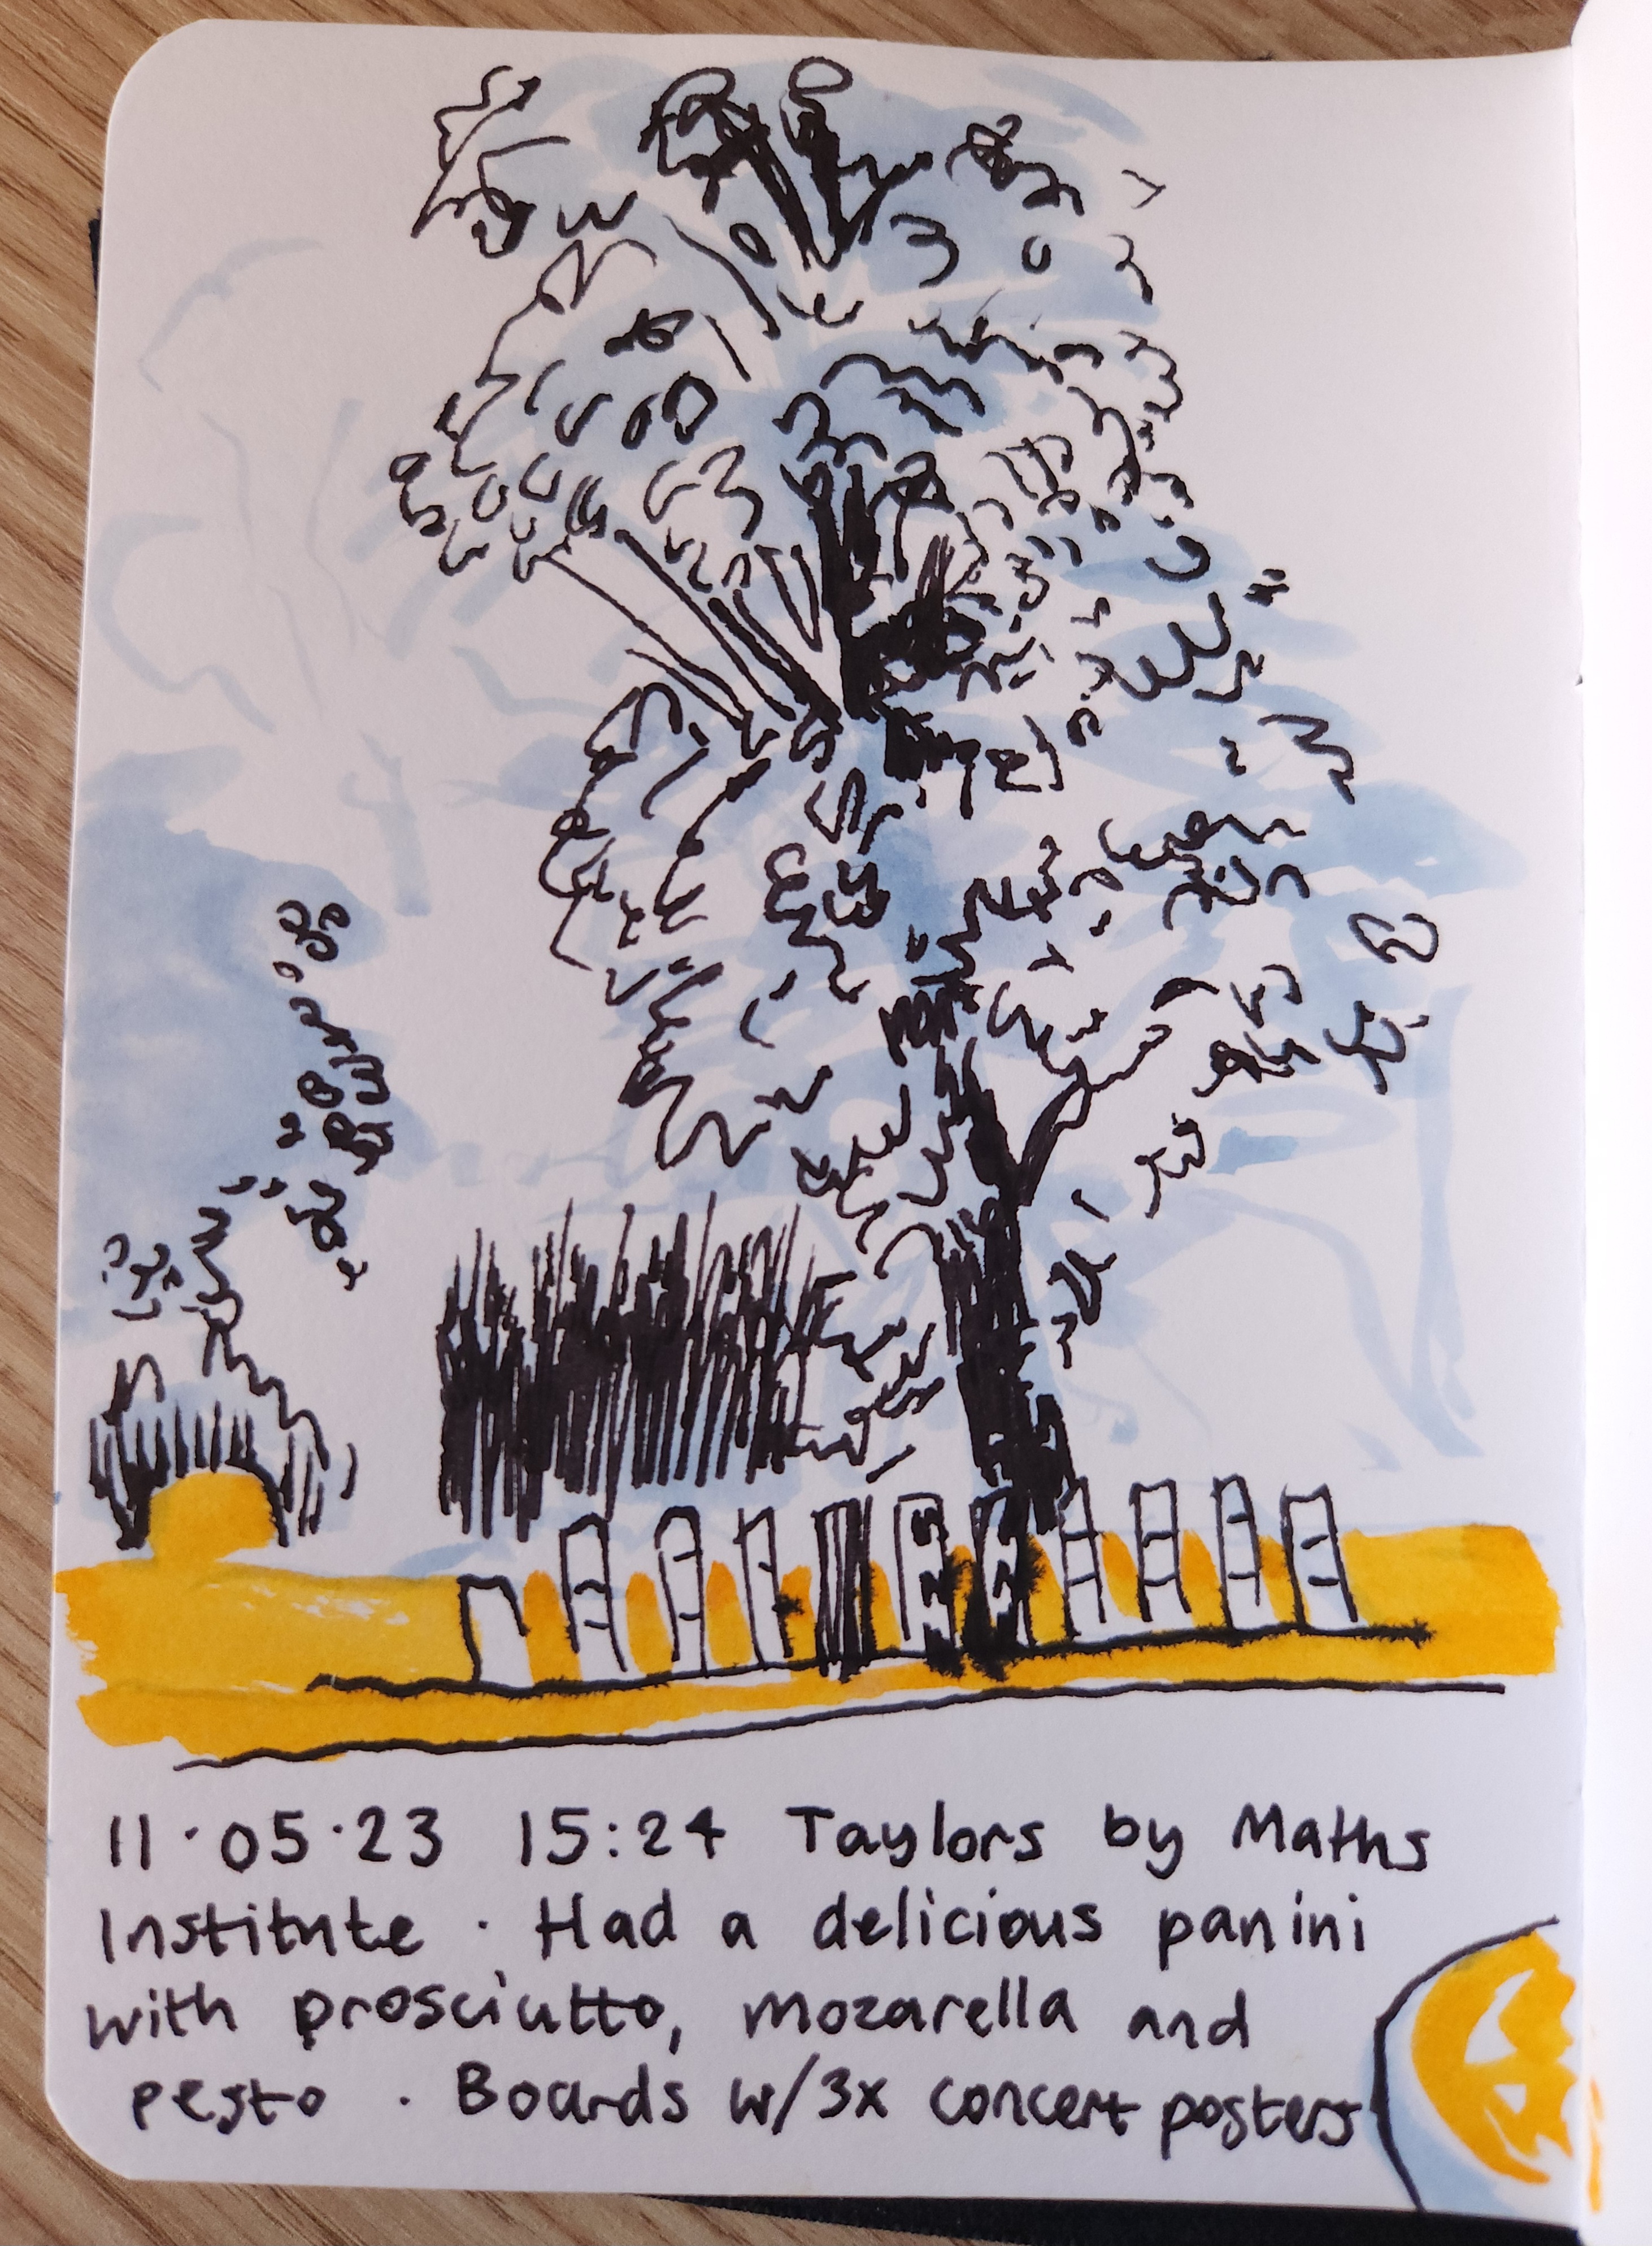 11·05·23 15:24 Taylors by Maths
Institute · Had a delicious panini
with prosciutto, mozarella and
pesto · Boards w/3x concert posters